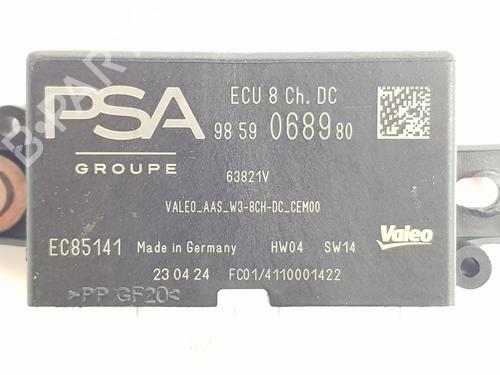 PSA
GROUPE
ECU 8 Ch. DC
98 59 0689 80
63821V
VALEO_AAS_W3-8CH-DC_CEM00
EC85141 Made in Germany HW04 SW14
Valeo
23 04 24 FC01/4110001422
>PP GF20<
B-PARTS